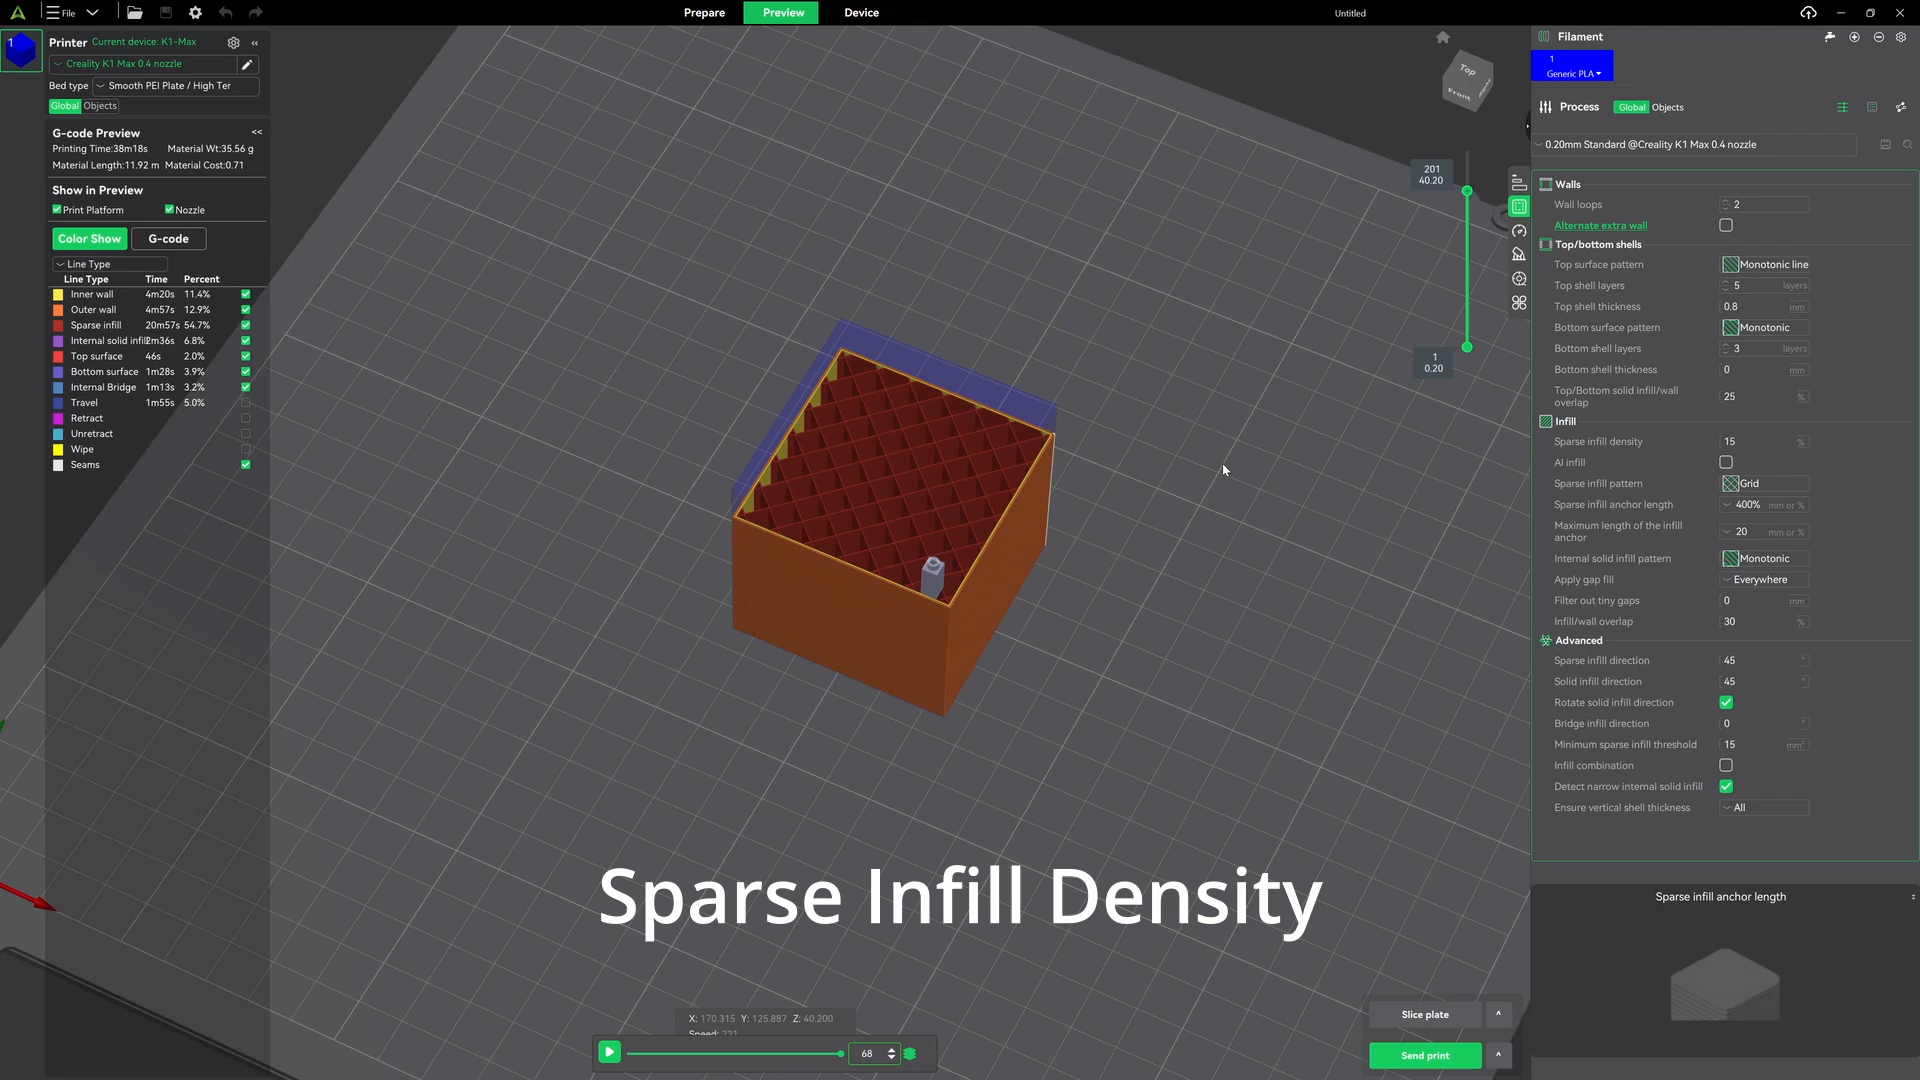 File
Prepare
Preview
Device
Untitled
1
Printer Current device: K1-Max
Creality K1 Max 0.4 nozzle
Bed type Smooth PEI Plate / High Ter
Global Objects
G-code Preview <<
Printing Time:38m18s Material Wt:35.56 g
Material Length:11.92 m Material Cost:0.71
Show in Preview
Print Platform Nozzle
Color Show G-code
Line Type
Line Type Time Percent
Inner wall 4m20s 11.4%
Outer wall 4m57s 12.9%
Sparse infill 20m57s 54.7%
Internal solid infill 2m36s 6.8%
Top surface 46s 2.0%
Bottom surface 1m28s 3.9%
Internal Bridge 1m13s 3.2%
Travel 1m55s 5.0%
Retract
Unretract
Wipe
Seams
Top
Front
201
40.20
1
0.20
Filament
1
Generic PLA
Process Global Objects
0.20mm Standard @Creality K1 Max 0.4 nozzle
Walls
Wall loops 2
Alternate extra wall
Top/bottom shells
Top surface pattern Monotonic line
Top shell layers 5 layers
Top shell thickness 0.8 mm
Bottom surface pattern Monotonic
Bottom shell layers 3 layers
Bottom shell thickness 0 mm
Top/Bottom solid infill/wall
overlap 25 %
Infill
Sparse infill density 15 %
AI infill
Sparse infill pattern Grid
Sparse infill anchor length 400% mm or %
Maximum length of the infill
anchor 20 mm or %
Internal solid infill pattern Monotonic
Apply gap fill Everywhere
Filter out tiny gaps 0 mm
Infill/wall overlap 30 %
Advanced
Sparse infill direction 45 °
Solid infill direction 45 °
Rotate solid infill direction
Bridge infill direction 0 °
Minimum sparse infill threshold 15 mm²
Infill combination
Detect narrow internal solid infill
Ensure vertical shell thickness All
Sparse infill anchor length
Sparse Infill Density
X: 170.315 Y: 125.887 Z: 40.200
Speed: 221
68
Slice plate
Send print